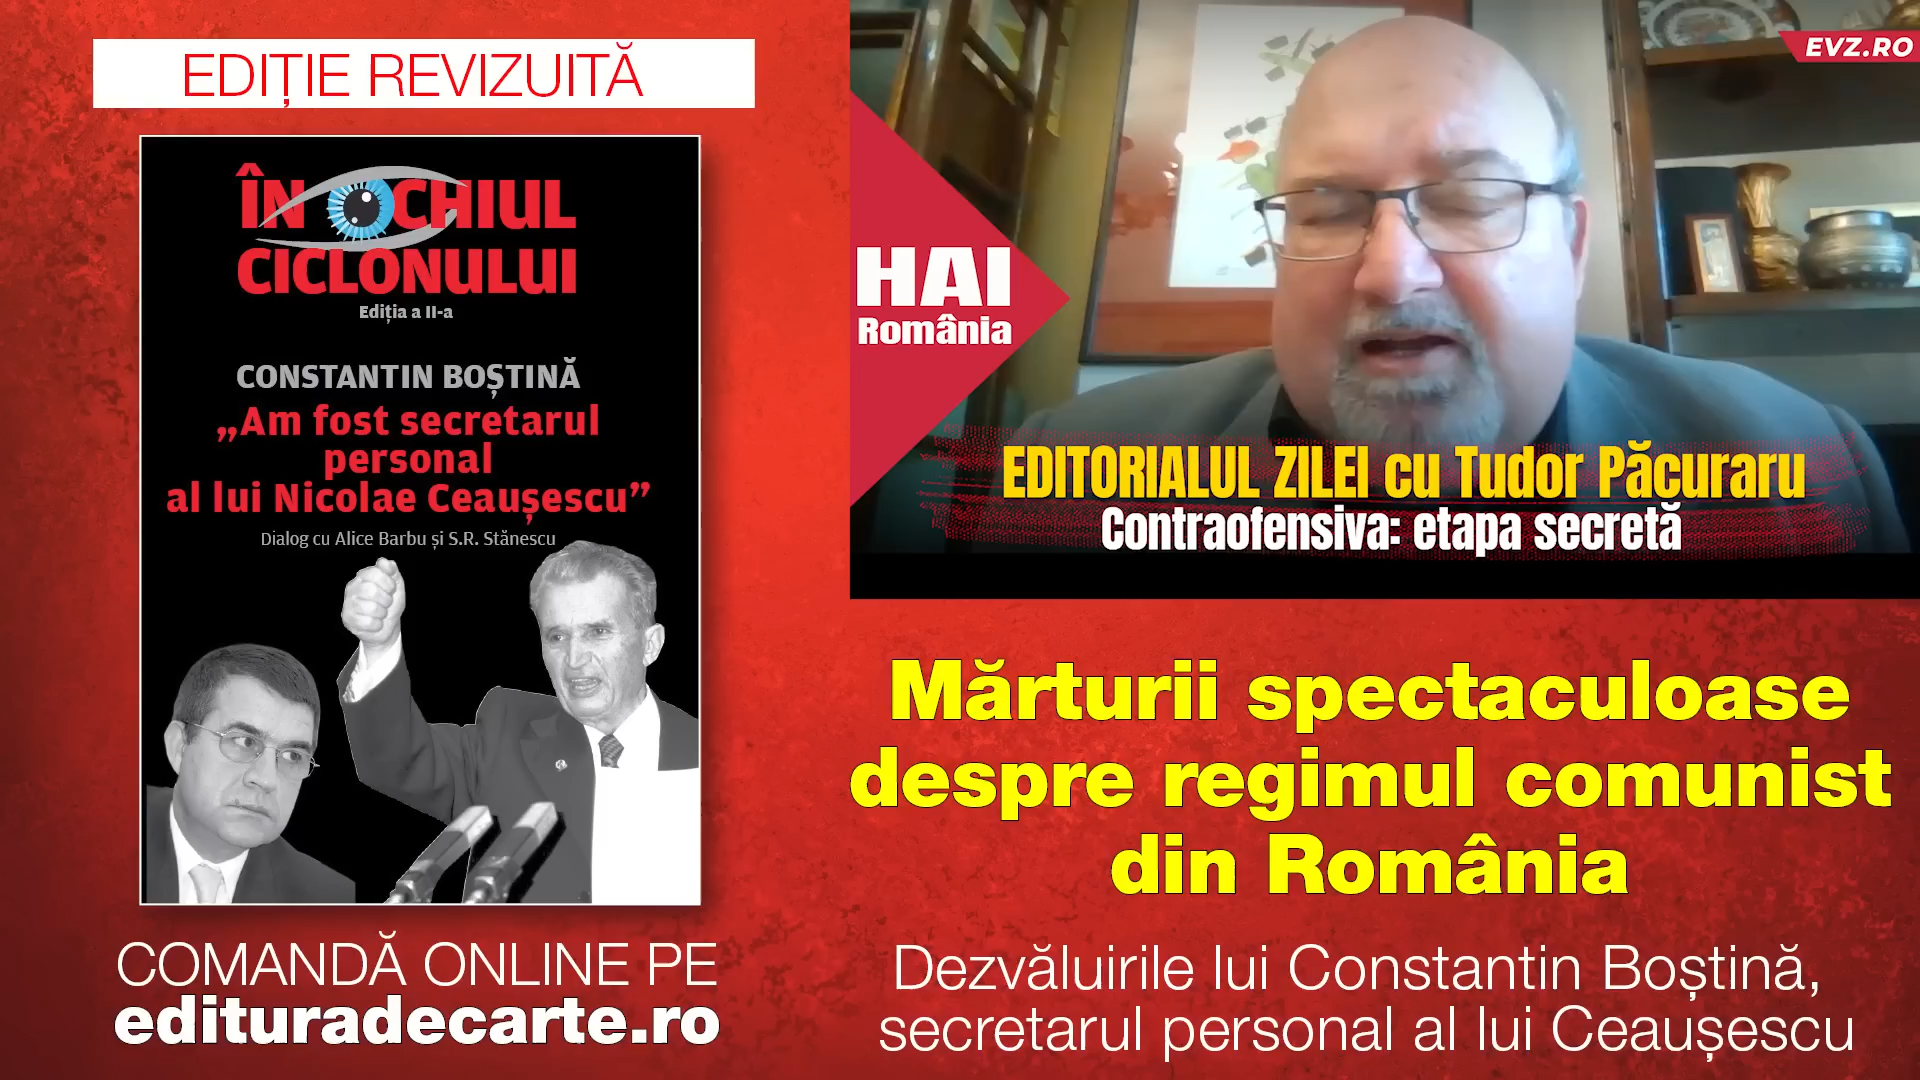 EDIȚIE REVIZUITĂ
ÎN OCHIUL
CICLONULUI
Ediția a II-a
CONSTANTIN BOȘTINĂ
„Am fost secretarul
personal
al lui Nicolae Ceaușescu”
Dialog cu Alice Barbu și S.R. Stănescu
COMANDĂ ONLINE PE
edituradecarte.ro
EVZ.RO
HAI
România
EDITORIALUL ZILEI cu Tudor Păcuraru
Contraofensiva: etapa secretă
Mărturii spectaculoase
despre regimul comunist
din România
Dezvăluirile lui Constantin Boștină,
secretarul personal al lui Ceaușescu